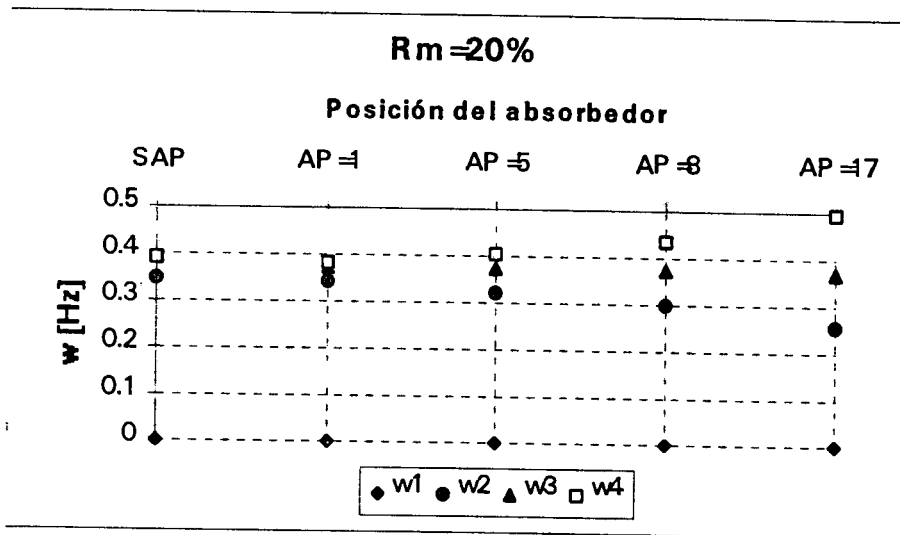 Rm=20%
Posición del absorbedor
SAP AP=1 AP=5 AP=8 AP=17
0.5
0.4
0.3
0.2
0.1
0
w [Hz]
w1 w2 w3 w4